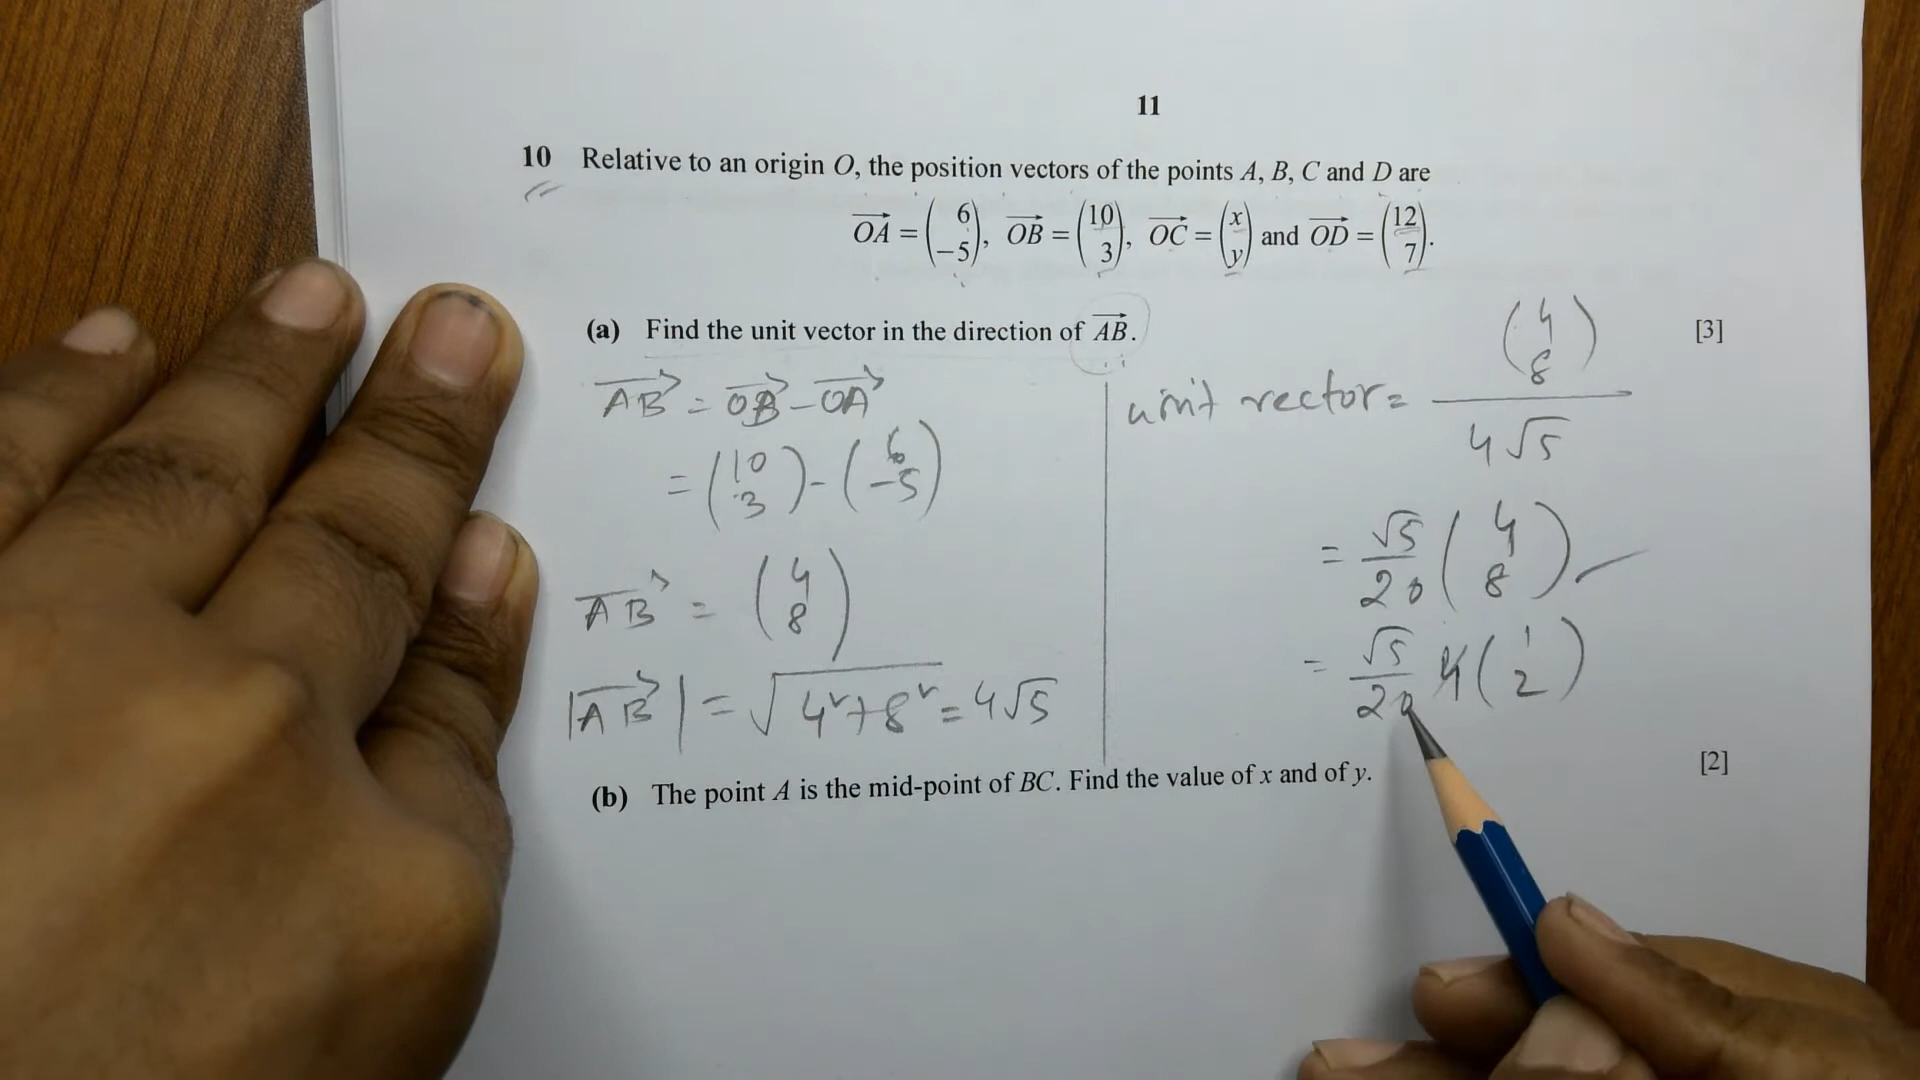 11
10 Relative to an origin O, the position vectors of the points A, B, C and D are
→OA = (6 −5), →OB = (10 3), →OC = (x y) and →OD = (12 7).
(a) Find the unit vector in the direction of →AB. [3]
→AB = →OB − →OA
= (10 3) − (6 −5)
→AB = (4 8)
|→AB| = √(4² + 8²) = 4√5
unit vector = (4 8) / 4√5
= √5/20 (4 8)
= √5/20 4 (1 2)
(b) The point A is the mid-point of BC. Find the value of x and of y. [2]